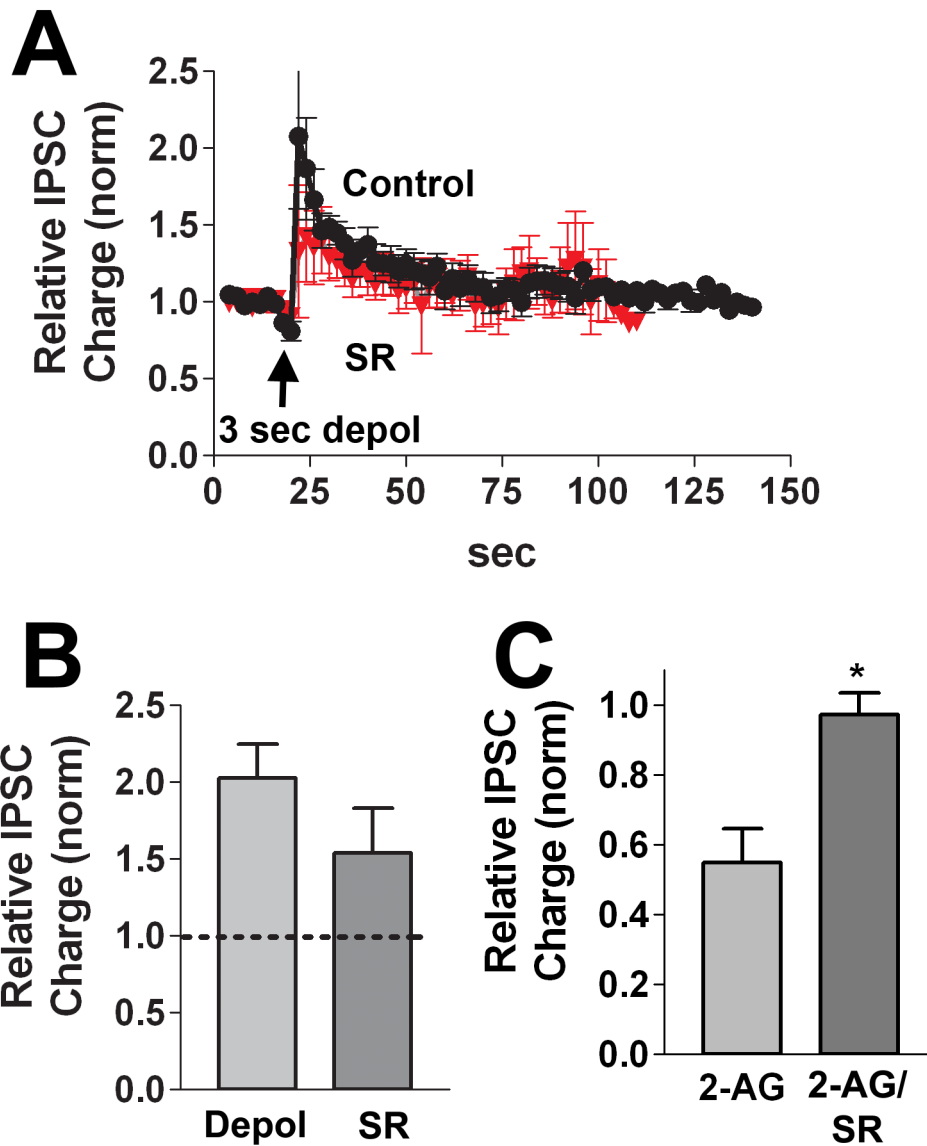 A
Relative IPSC
Charge (norm)
2.5
2.0
1.5
1.0
0.5
0.0
Control
SR
3 sec depol
0
25
50
75
100
125
150
sec
B
Relative IPSC
Charge (norm)
2.5
2.0
1.5
1.0
0.5
0.0
Depol
SR
C
Relative IPSC
Charge (norm)
1.0
0.8
0.6
0.4
0.2
0.0
*
2-AG
2-AG/
SR